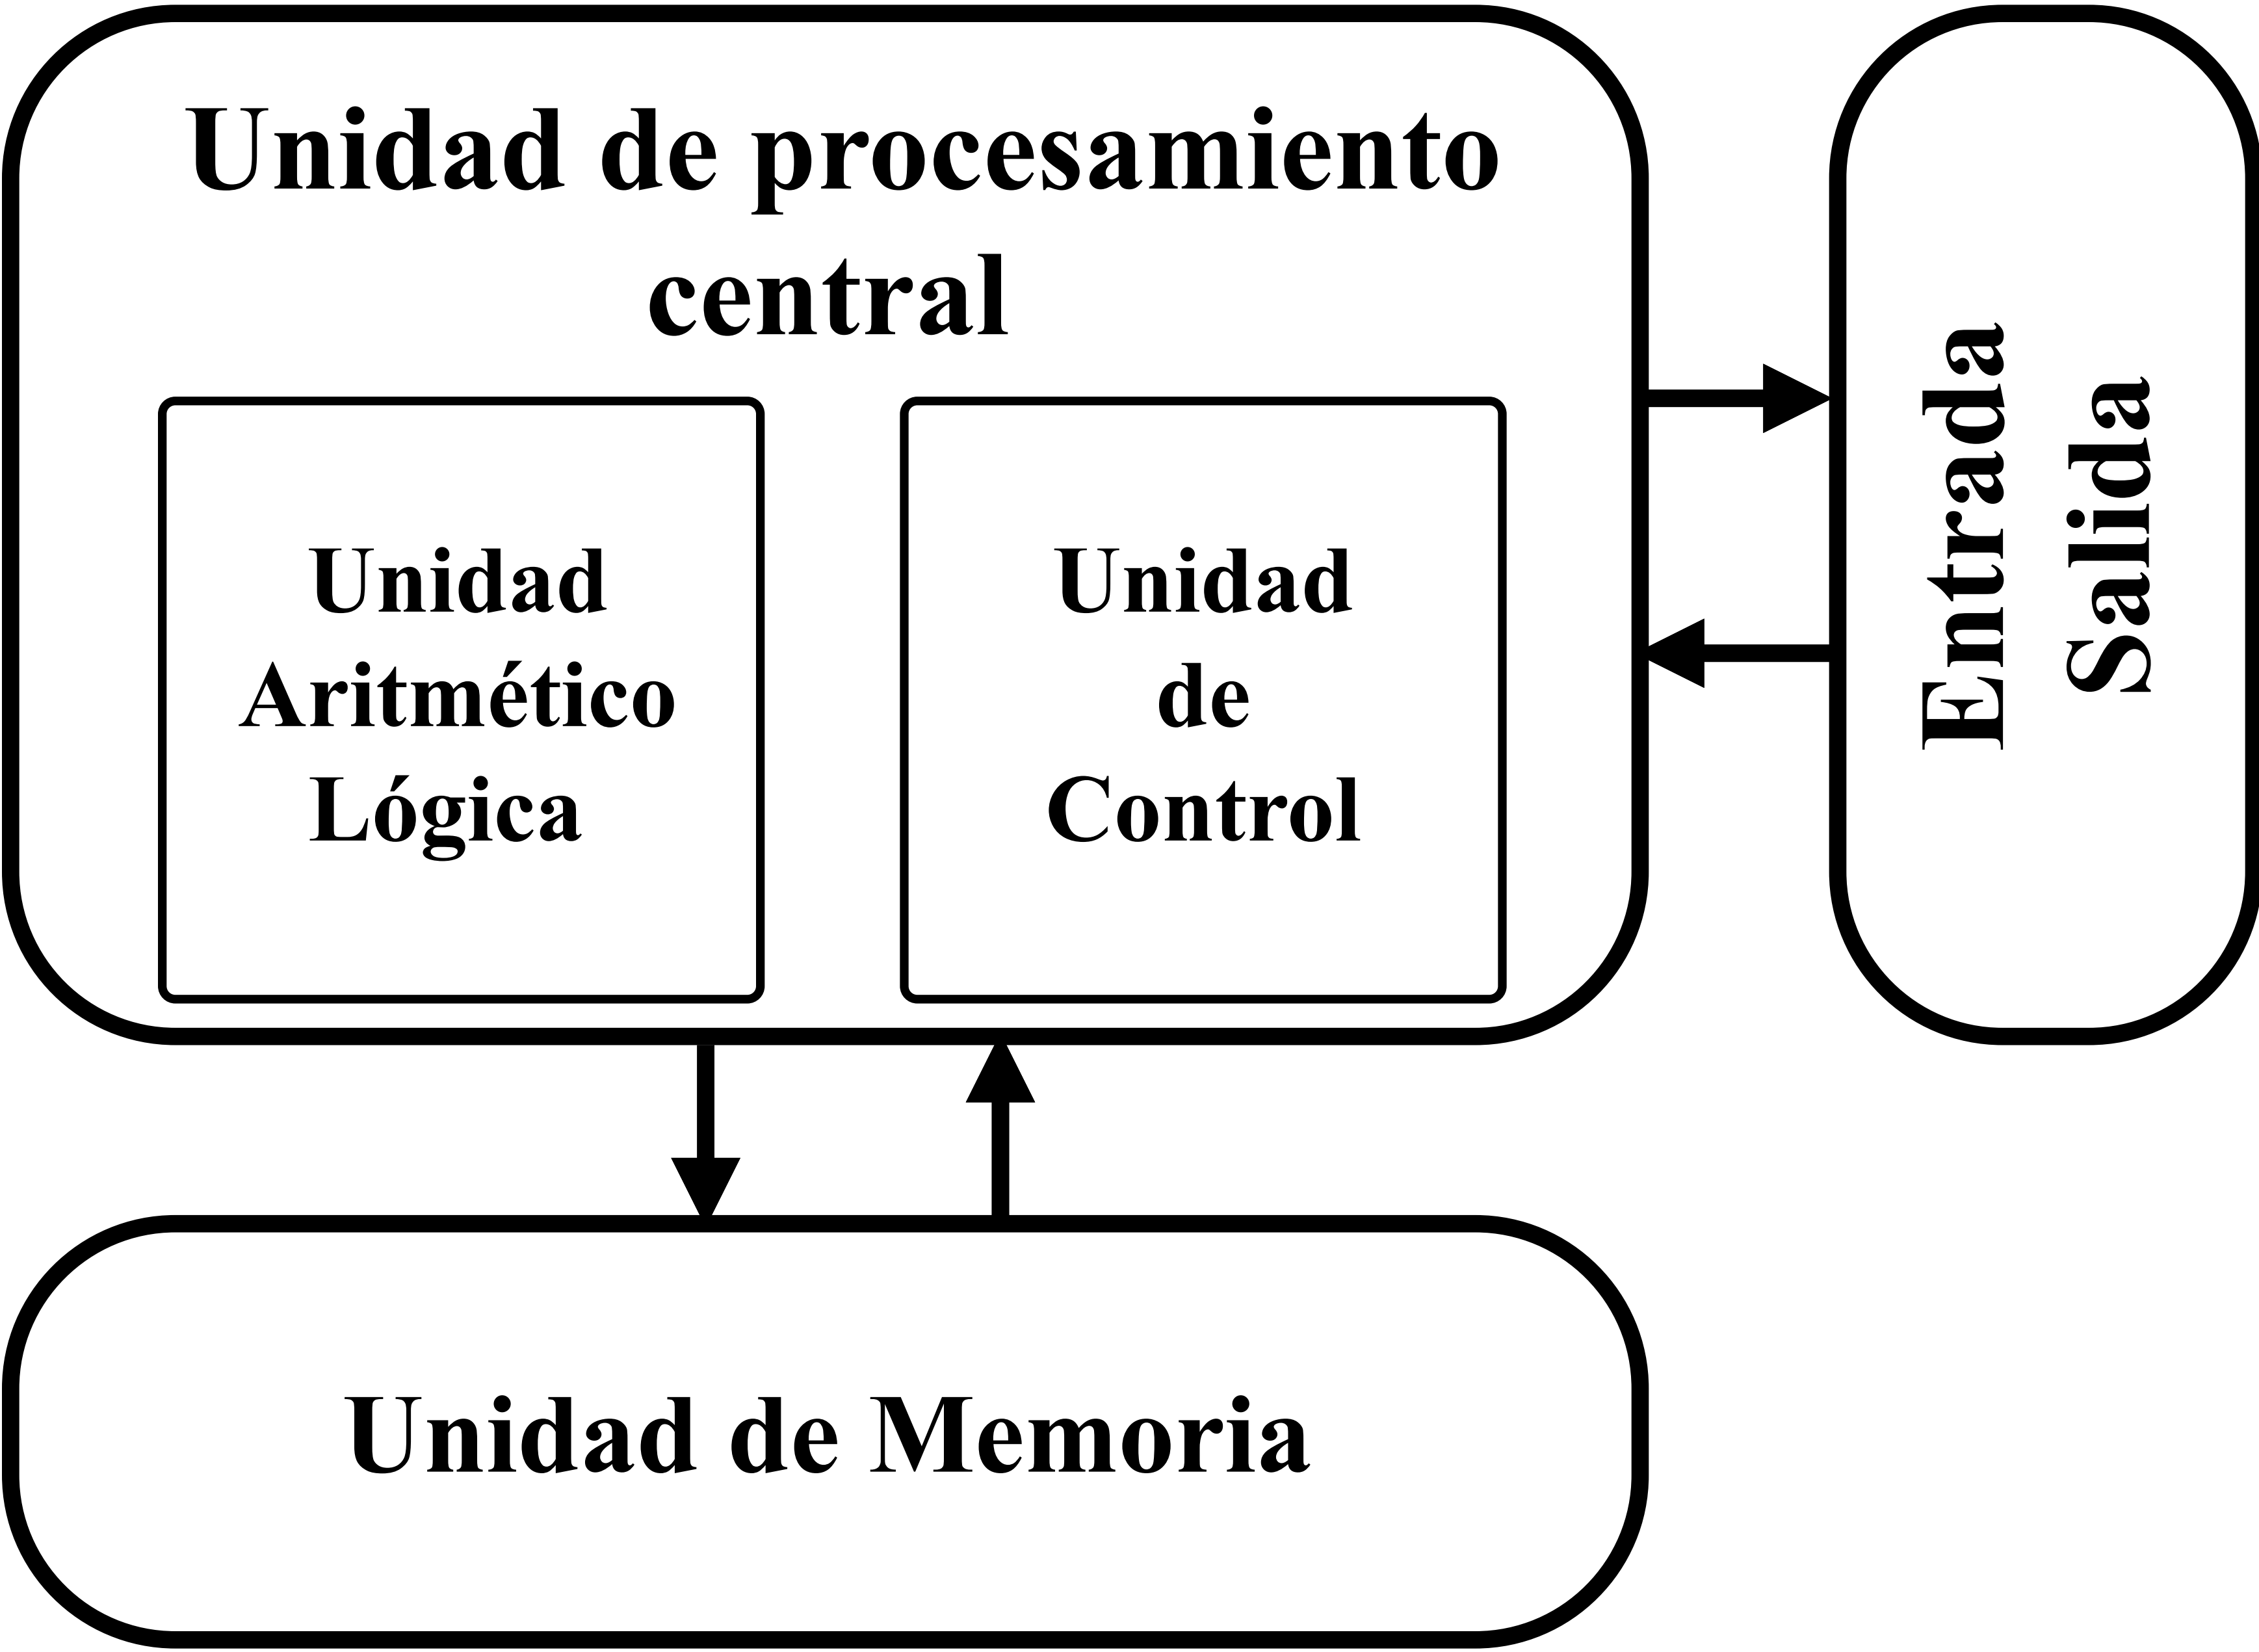 Unidad de procesamiento
central
Unidad
Aritmético
Lógica
Unidad
de
Control
Entrada
Salida
Unidad de Memoria